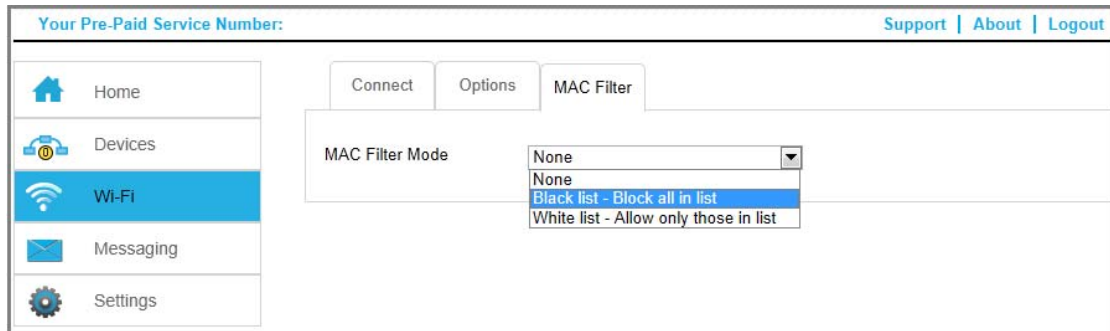 Your Pre-Paid Service Number:
Support | About | Logout
Home
Devices
0
Wi-Fi
Messaging
Settings
Connect
Options
MAC Filter
MAC Filter Mode
None
None
Black list - Block all in list
White list - Allow only those in list